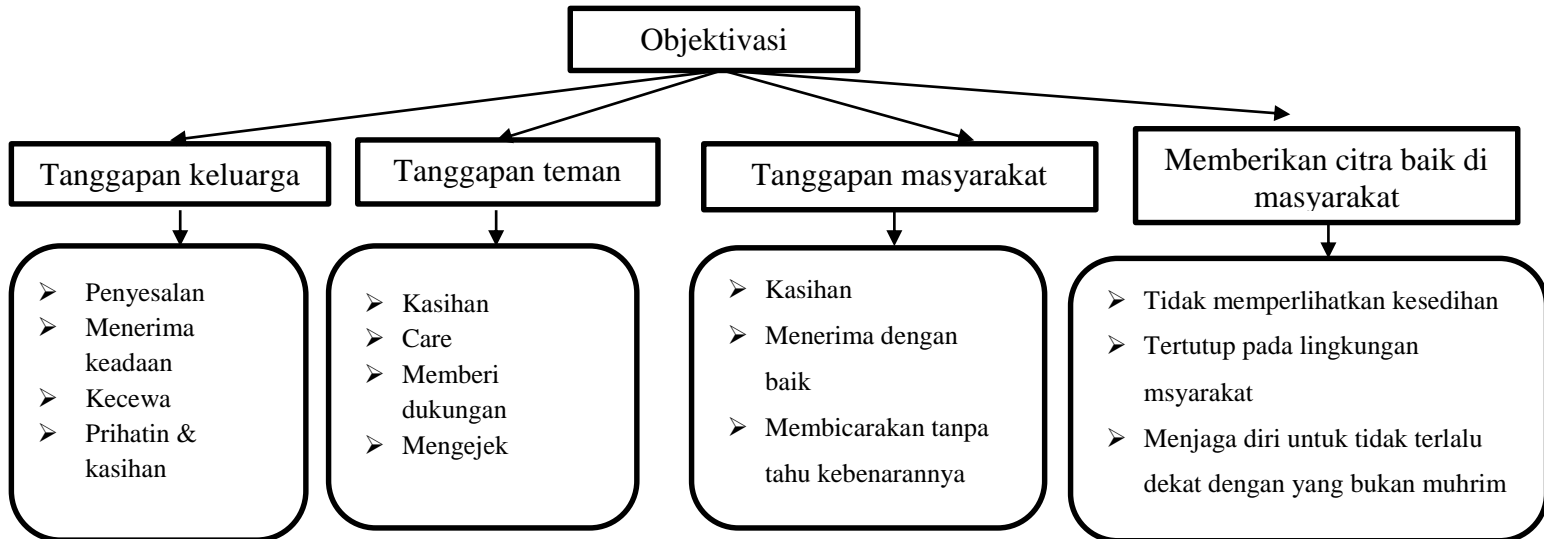 Objektivasi
Tanggapan keluarga
Tanggapan teman
Tanggapan masyarakat
Memberikan citra baik di
masyarakat
➢ Penyesalan
➢ Menerima
keadaan
➢ Kecewa
➢ Prihatin &
kasihan
➢ Kasihan
➢ Care
➢ Memberi
dukungan
➢ Mengejek
➢ Kasihan
➢ Menerima dengan
baik
➢ Membicarakan tanpa
tahu kebenarannya
➢ Tidak memperlihatkan kesedihan
➢ Tertutup pada lingkungan
msyarakat
➢ Menjaga diri untuk tidak terlalu
dekat dengan yang bukan muhrim